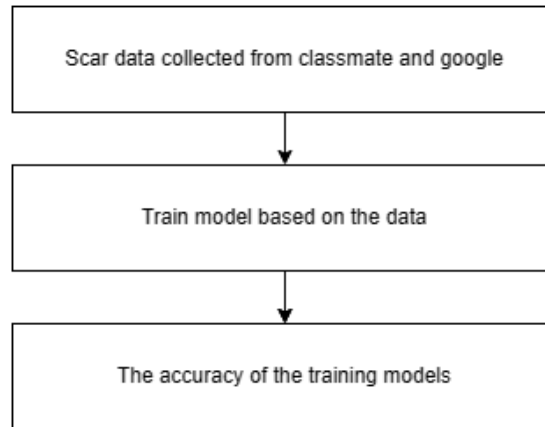 Scar data collected from classmate and google
Train model based on the data
The accuracy of the training models